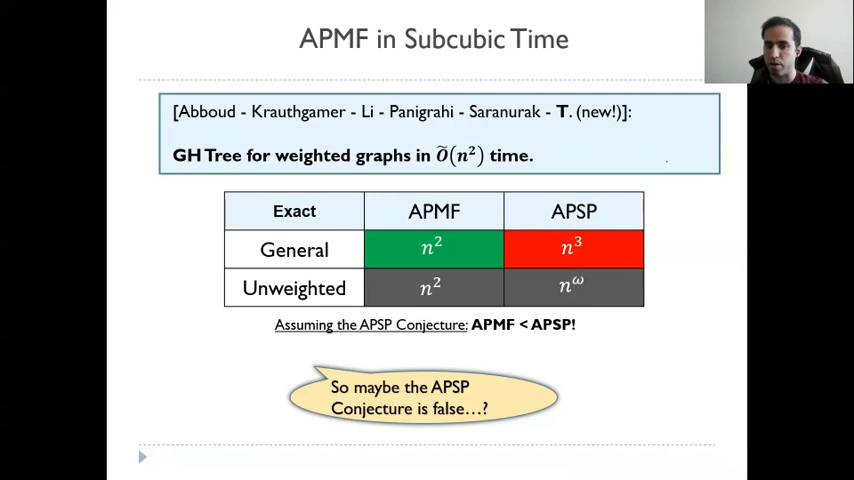 APMF in Subcubic Time
[Abboud - Krauthgamer - Li - Panigrahi - Saranurak - T. (new!)]:
GH Tree for weighted graphs in Õ(n²) time.
Exact APMF APSP
General n² n³
Unweighted n² n^ω
Assuming the APSP Conjecture: APMF < APSP!
So maybe the APSP
Conjecture is false…?